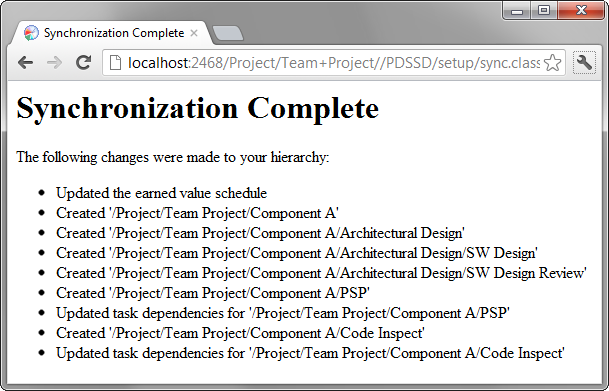 Synchronization Complete
localhost:2468/Project/Team+Project//PDSSD/setup/sync.class
Synchronization Complete
The following changes were made to your hierarchy:
Updated the earned value schedule
Created '/Project/Team Project/Component A'
Created '/Project/Team Project/Component A/Architectural Design'
Created '/Project/Team Project/Component A/Architectural Design/SW Design'
Created '/Project/Team Project/Component A/Architectural Design/SW Design Review'
Created '/Project/Team Project/Component A/PSP'
Updated task dependencies for '/Project/Team Project/Component A/PSP'
Created '/Project/Team Project/Component A/Code Inspect'
Updated task dependencies for '/Project/Team Project/Component A/Code Inspect'